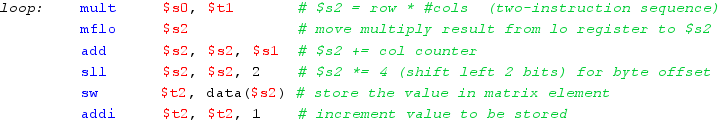 loop: mult $s0, $t1 # $s2 = row * #cols (two-instruction sequence)
mflo $s2 # move multiply result from lo register to $s2
add $s2, $s2, $s1 # $s2 += col counter
sll $s2, $s2, 2 # $s2 *= 4 (shift left 2 bits) for byte offset
sw $t2, data($s2) # store the value in matrix element
addi $t2, $t2, 1 # increment value to be stored